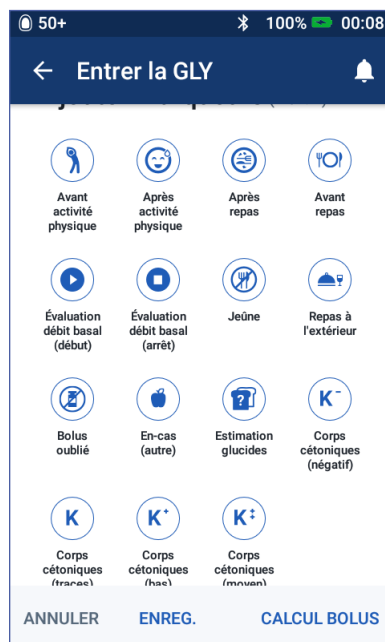 50+ 100% 00:08
Entrer la GLY
Avant Après Après Avant
activité activité repas repas
physique physique
Évaluation Évaluation Jeûne Repas à
débit basal débit basal l'extérieur
(début) (arrêt)
Bolus En-cas Estimation K⁻ Corps
oublié (autre) glucides cétoniques
(négatif)
K K⁺ K‡
Corps Corps Corps
cétoniques cétoniques cétoniques
(traces) (bas) (moyen)
ANNULER ENREG. CALCUL BOLUS